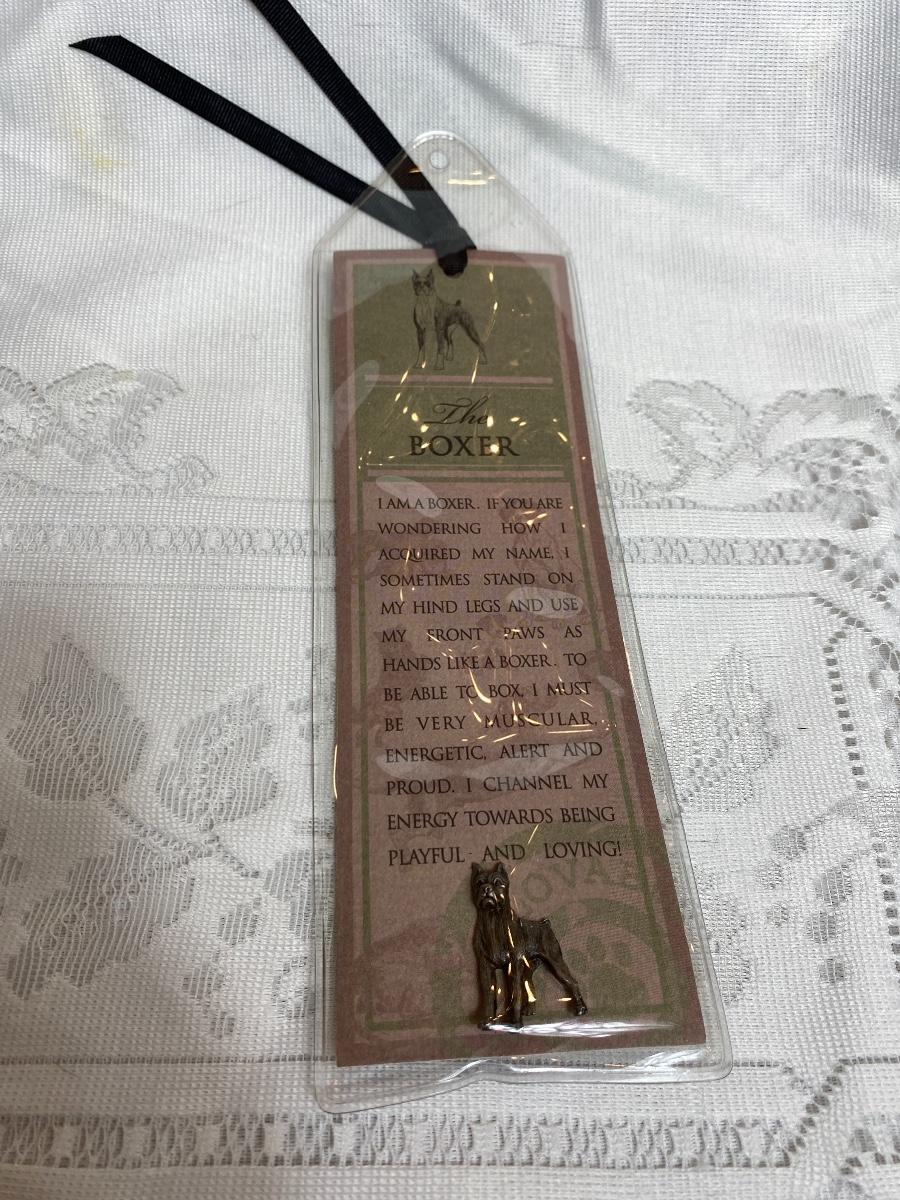 The
BOXER
I AM A BOXER. IF YOU ARE
WONDERING HOW I
ACQUIRED MY NAME, I
SOMETIMES STAND ON
MY HIND LEGS AND USE
MY FRONT PAWS AS
HANDS LIKE A BOXER. TO
BE ABLE TO BOX, I MUST
BE VERY MUSCULAR,
ENERGETIC, ALERT AND
PROUD. I CHANNEL MY
ENERGY TOWARDS BEING
PLAYFUL AND LOVING!